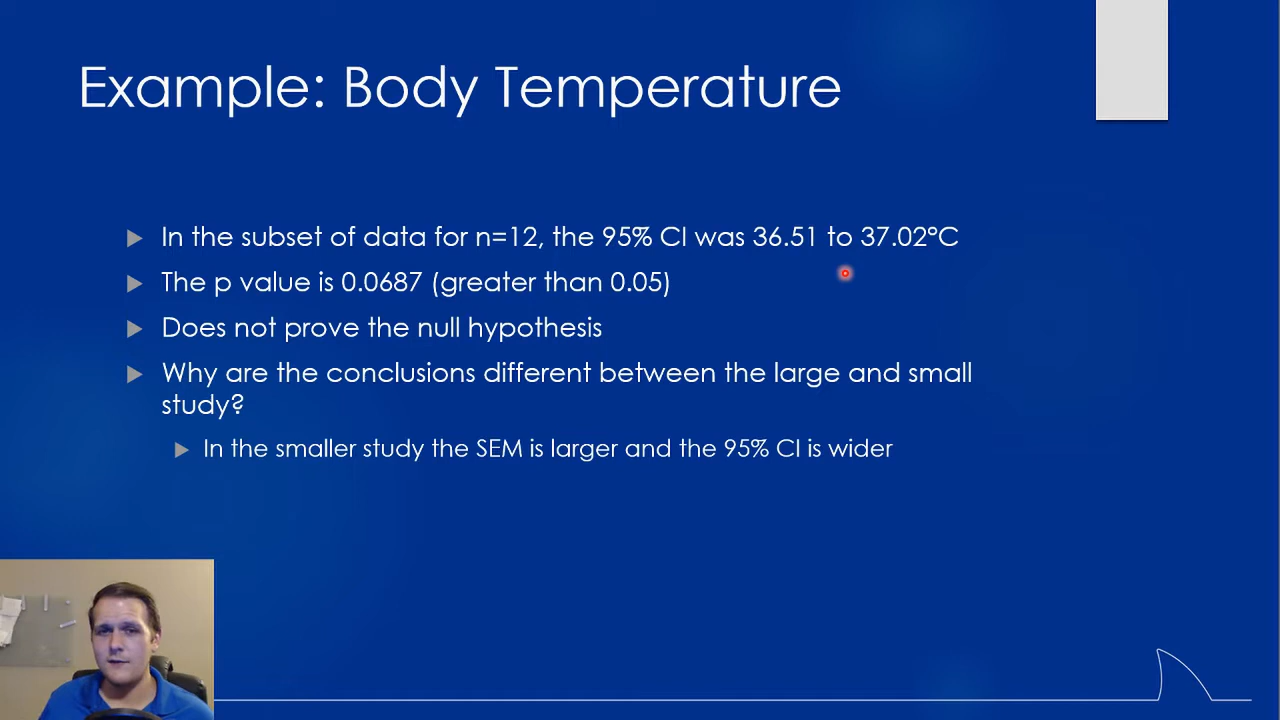 Example: Body Temperature
In the subset of data for n=12, the 95% CI was 36.51 to 37.02°C
The p value is 0.0687 (greater than 0.05)
Does not prove the null hypothesis
Why are the conclusions different between the large and small
study?
In the smaller study the SEM is larger and the 95% CI is wider